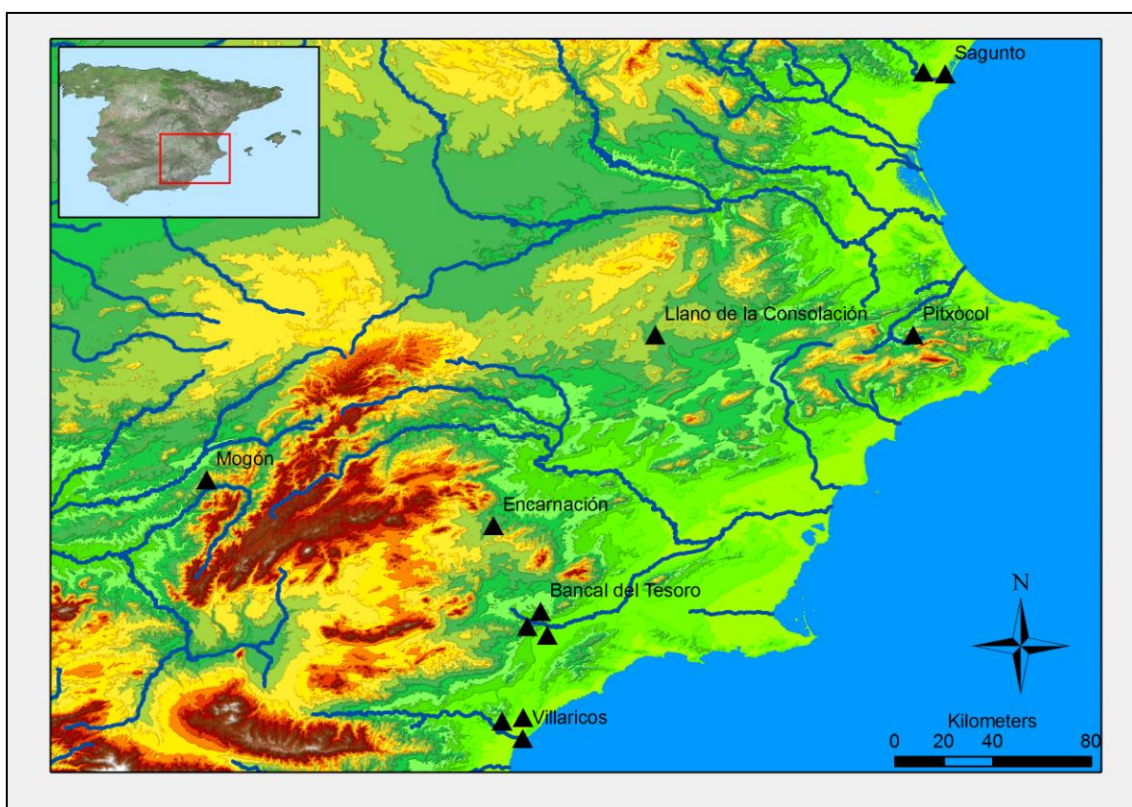 Sagunto
Llano de la Consolación
Pitxòcol
Mogón
Encarnación
Bancal del Tesoro
N
Villaricos
Kilometers
0 20 40 80